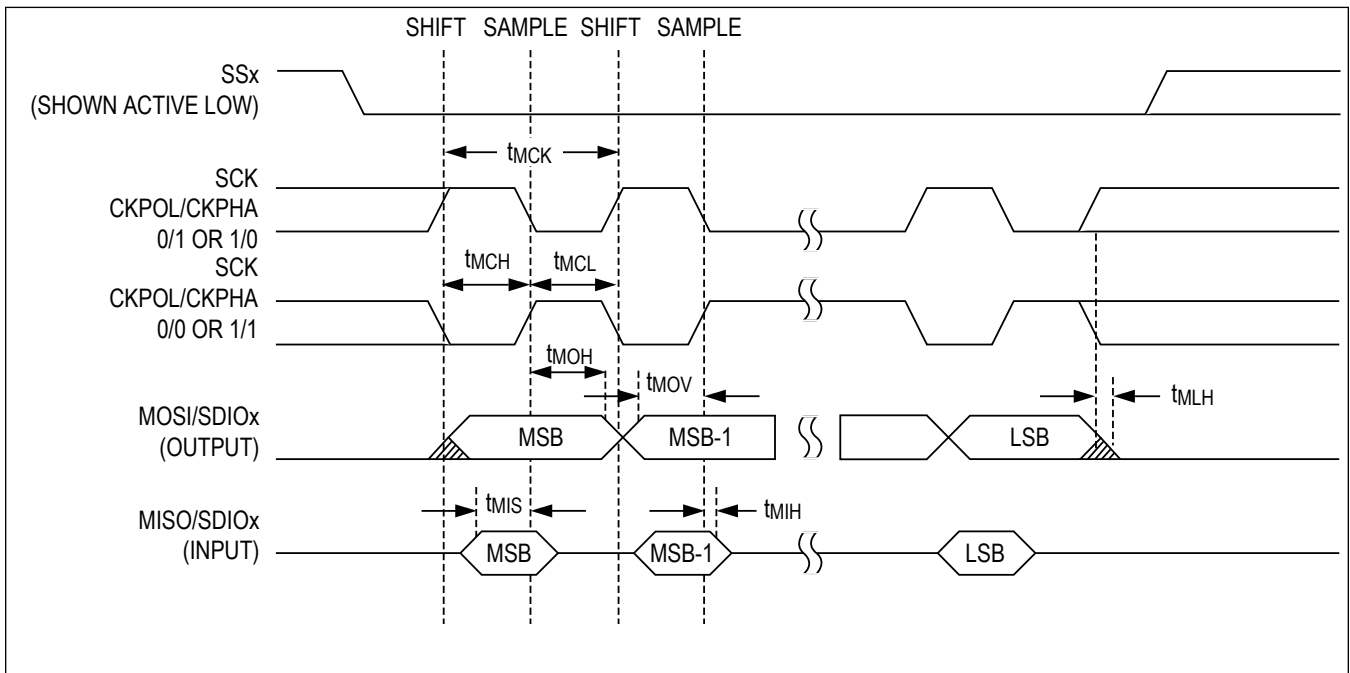 SHIFT SAMPLE SHIFT SAMPLE
SSx
(SHOWN ACTIVE LOW)
tMCK
SCK
CKPOL/CKPHA
0/1 OR 1/0
SCK
CKPOL/CKPHA
0/0 OR 1/1
tMCH tMCL
tMOH
tMOV
tMLH
MOSI/SDIOx
(OUTPUT)
MSB MSB-1 LSB
tMIS
tMIH
MISO/SDIOx
(INPUT)
MSB MSB-1 LSB